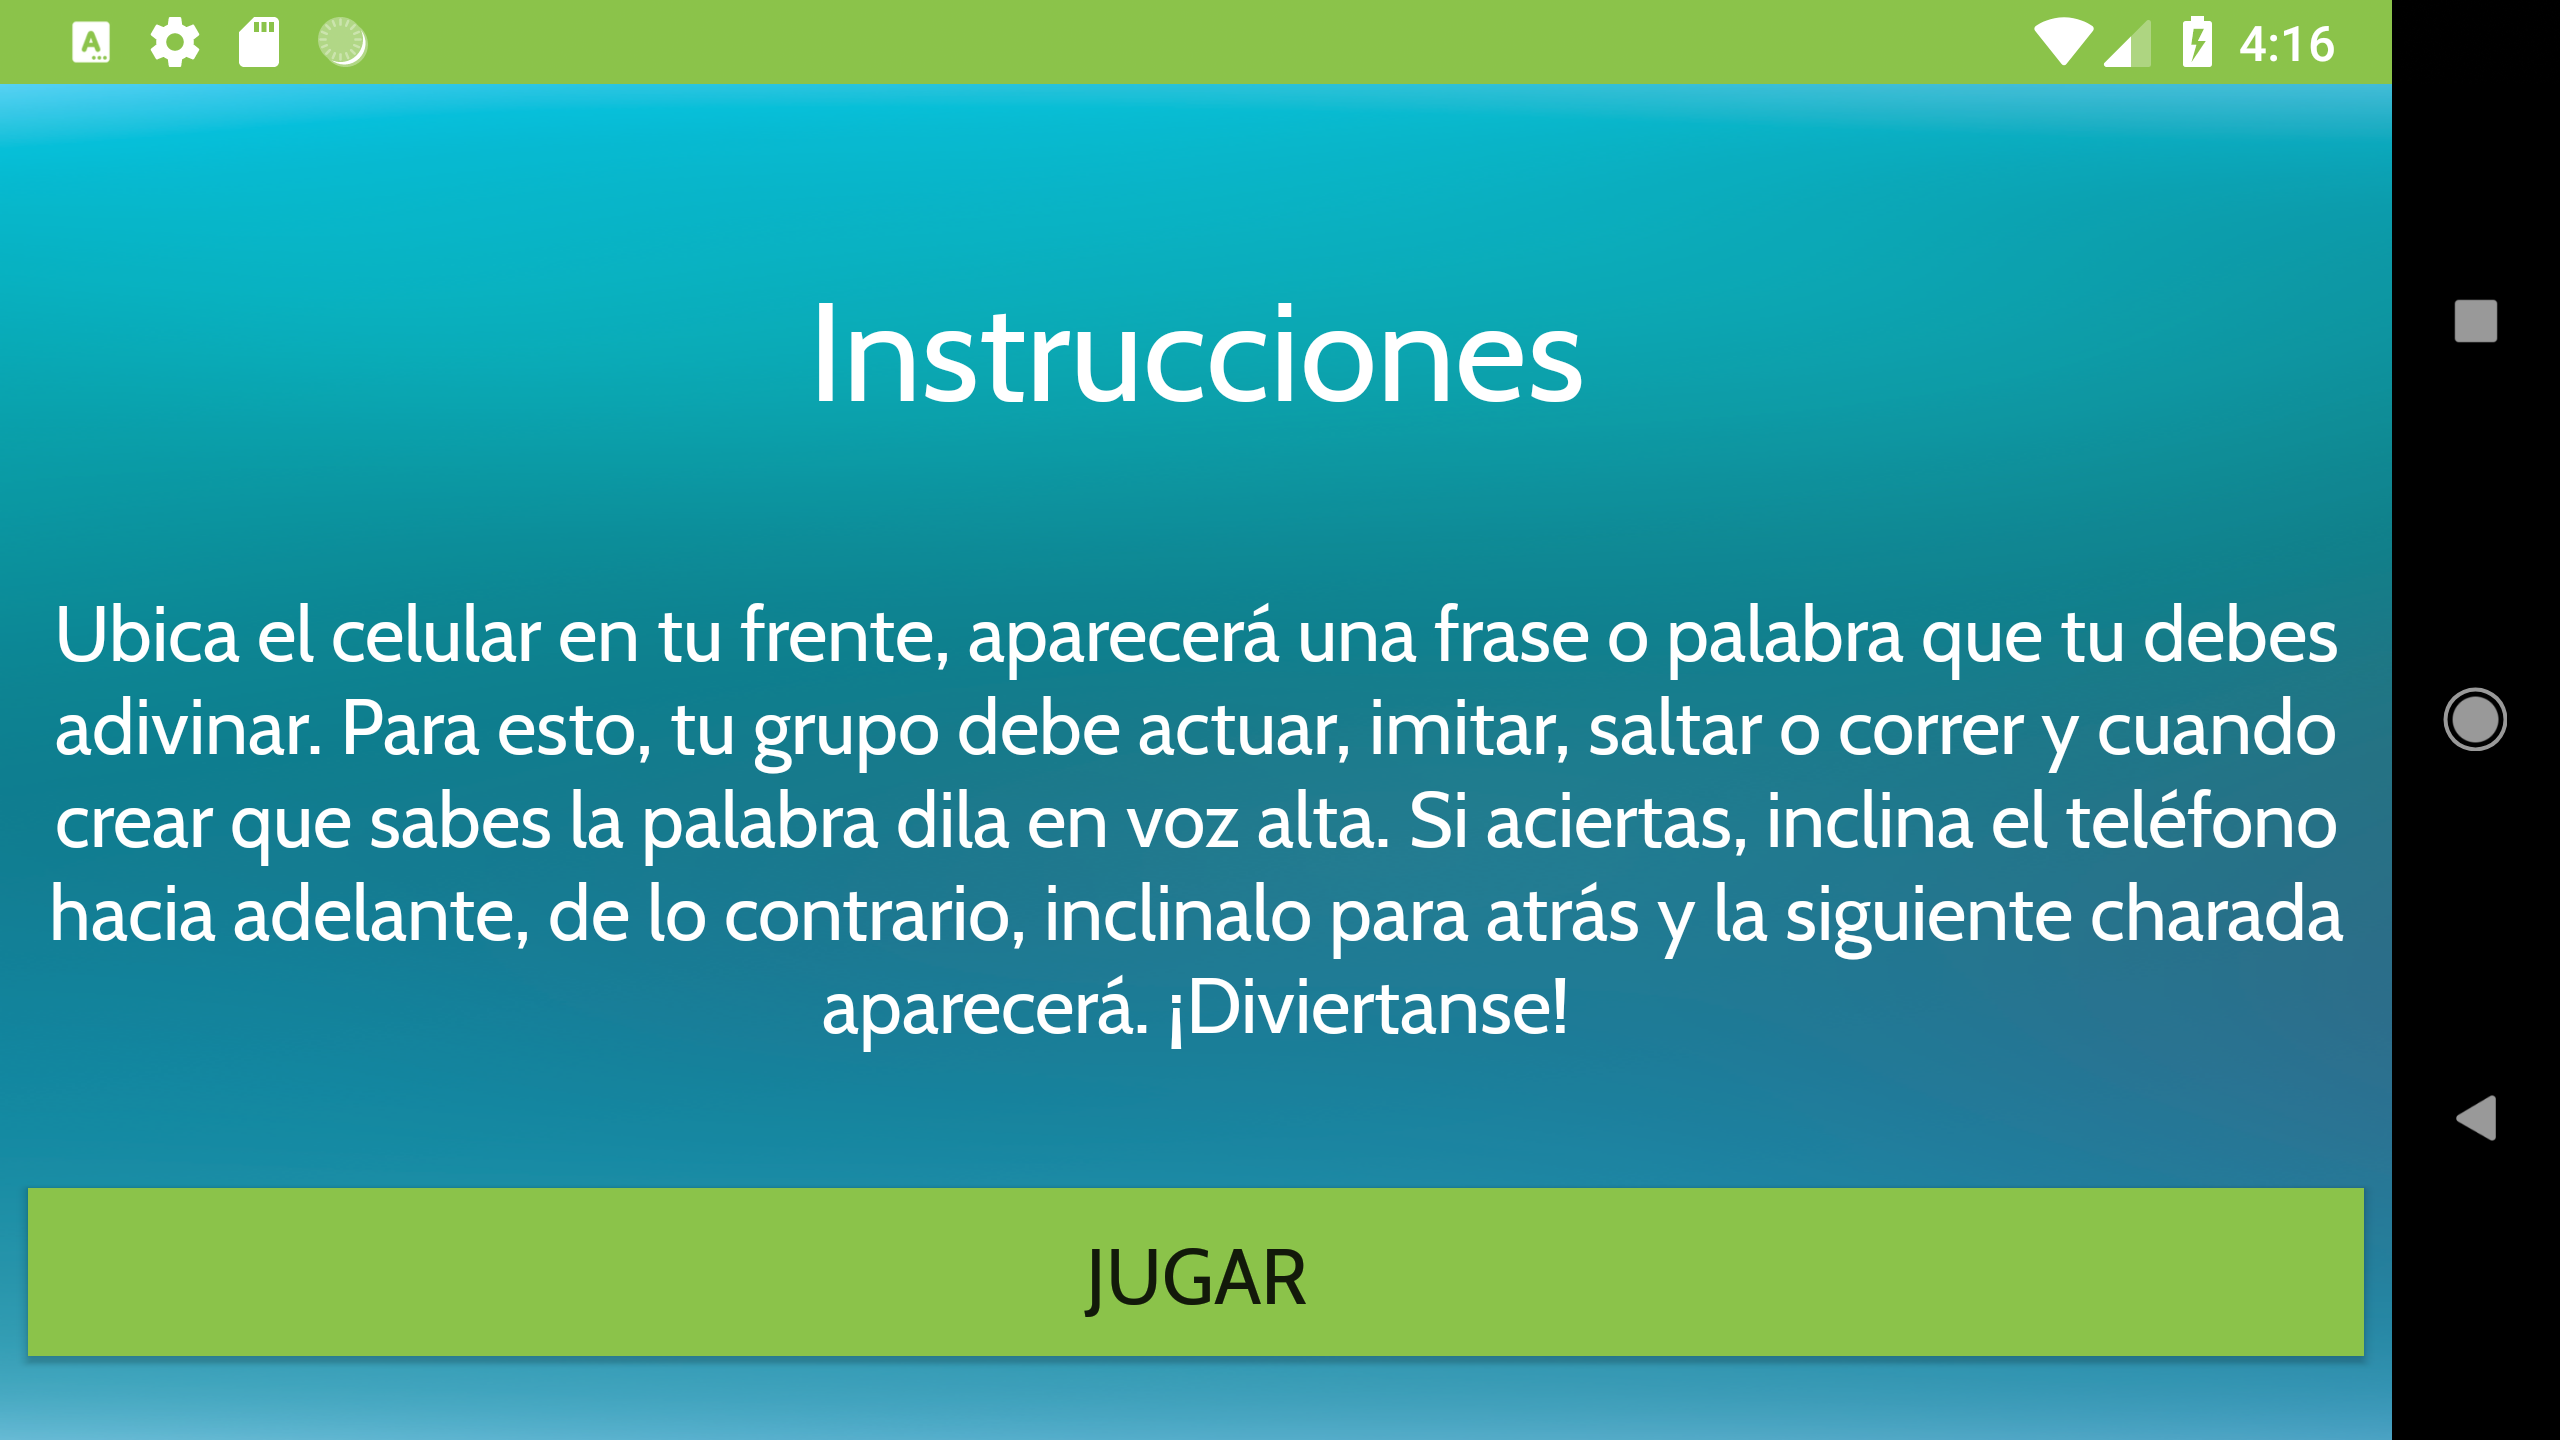 4:16
Instrucciones
Ubica el celular en tu frente, aparecerá una frase o palabra que tu debes
adivinar. Para esto, tu grupo debe actuar, imitar, saltar o correr y cuando
crear que sabes la palabra dila en voz alta. Si aciertas, inclina el teléfono
hacia adelante, de lo contrario, inclinalo para atrás y la siguiente charada
aparecerá. ¡Diviertanse!
JUGAR